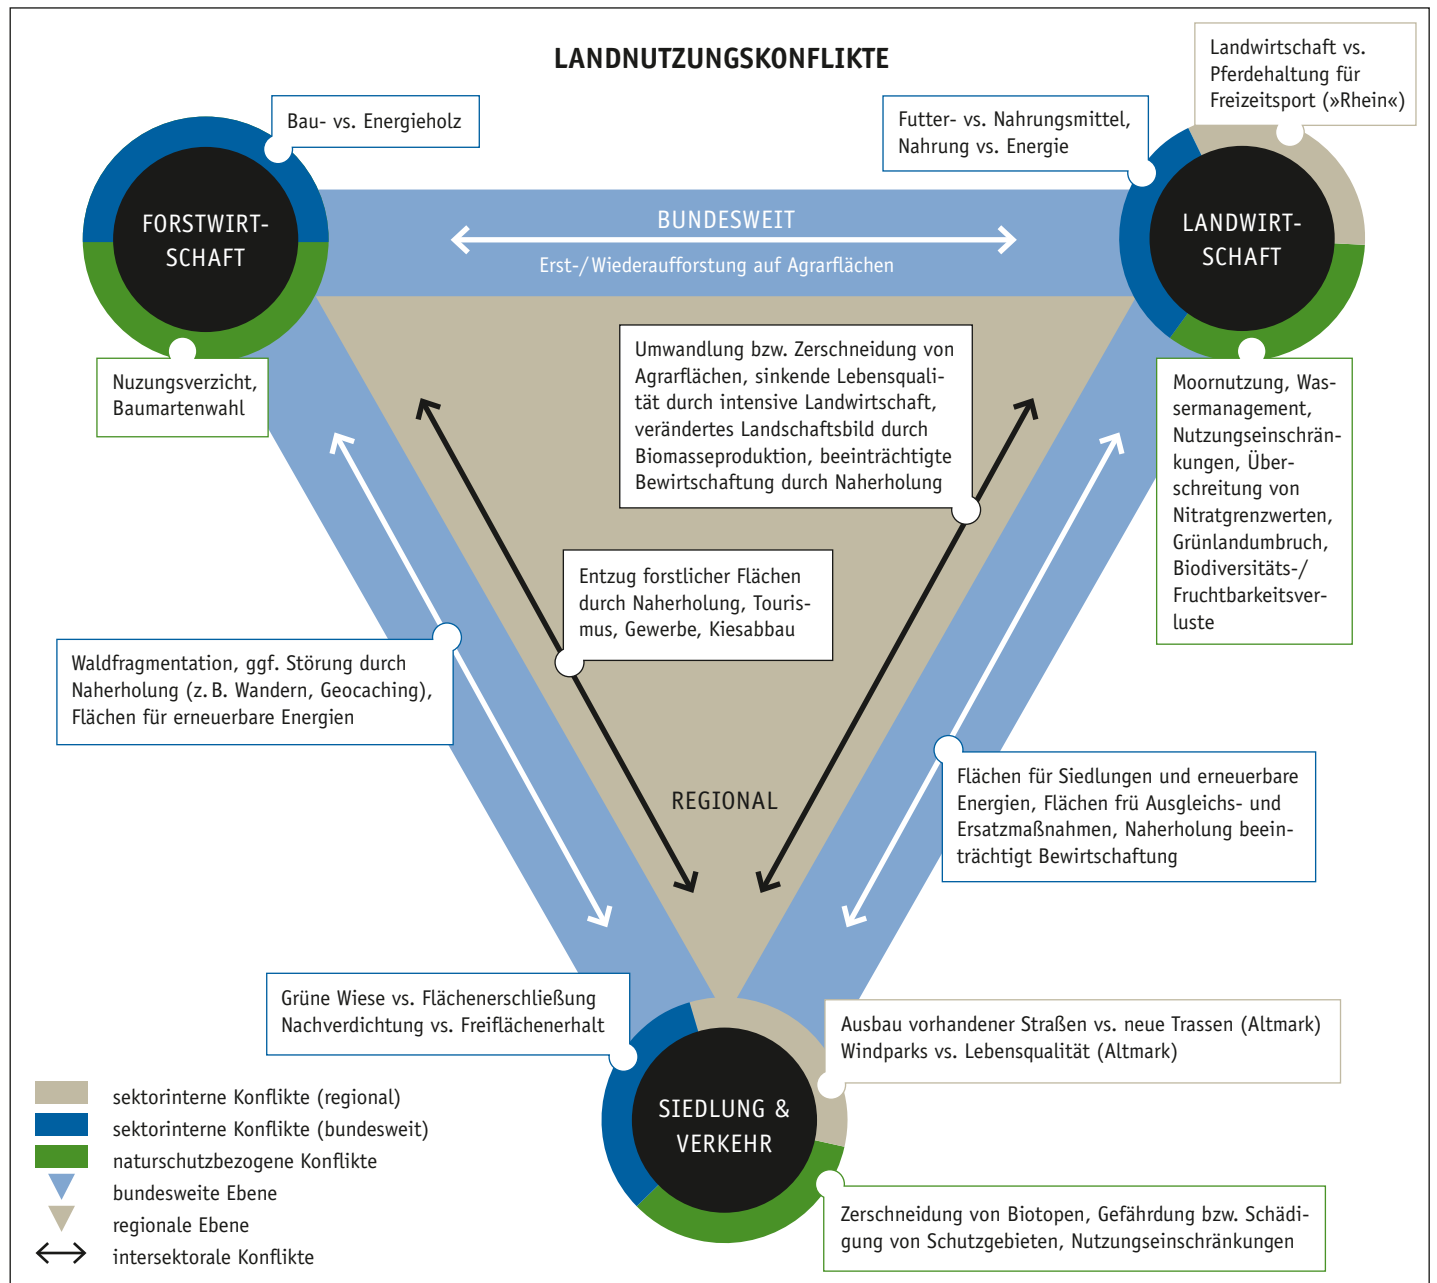 LANDNUTZUNGSKONFLIKTE
Landwirtschaft vs.
Pferdehaltung für
Freizeitsport (»Rhein«)
Bau- vs. Energieholz
Futter- vs. Nahrungsmittel,
Nahrung vs. Energie
FORSTWIRT-
SCHAFT
BUNDESWEIT
Erst-/Wiederaufforstung auf Agrarflächen
LANDWIRT-
SCHAFT
Nuzungsverzicht,
Baumartenwahl
Umwandlung bzw. Zerschneidung von
Agrarflächen, sinkende Lebensquali-
tät durch intensive Landwirtschaft,
verändertes Landschaftsbild durch
Biomasseproduktion, beeinträchtigte
Bewirtschaftung durch Naherholung
Moornutzung, Was-
sermanagement,
Nutzungseinschrän-
kungen, Über-
schreitung von
Nitratgrenzwerten,
Grünlandumbruch,
Biodiversitäts-/
Fruchtbarkeitsver-
luste
Entzug forstlicher Flächen
durch Naherholung, Touris-
mus, Gewerbe, Kiesabbau
Waldfragmentation, ggf. Störung durch
Naherholung (z. B. Wandern, Geocaching),
Flächen für erneuerbare Energien
REGIONAL
Flächen für Siedlungen und erneuerbare
Energien, Flächen frü Ausgleichs- und
Ersatzmaßnahmen, Naherholung beein-
trächtigt Bewirtschaftung
Grüne Wiese vs. Flächenerschließung
Nachverdichtung vs. Freiflächenerhalt
Ausbau vorhandener Straßen vs. neue Trassen (Altmark)
Windparks vs. Lebensqualität (Altmark)
SIEDLUNG &
VERKEHR
Zerschneidung von Biotopen, Gefährdung bzw. Schädi-
gung von Schutzgebieten, Nutzungseinschränkungen
sektorinterne Konflikte (regional)
sektorinterne Konflikte (bundesweit)
naturschutzbezogene Konflikte
bundesweite Ebene
regionale Ebene
intersektorale Konflikte